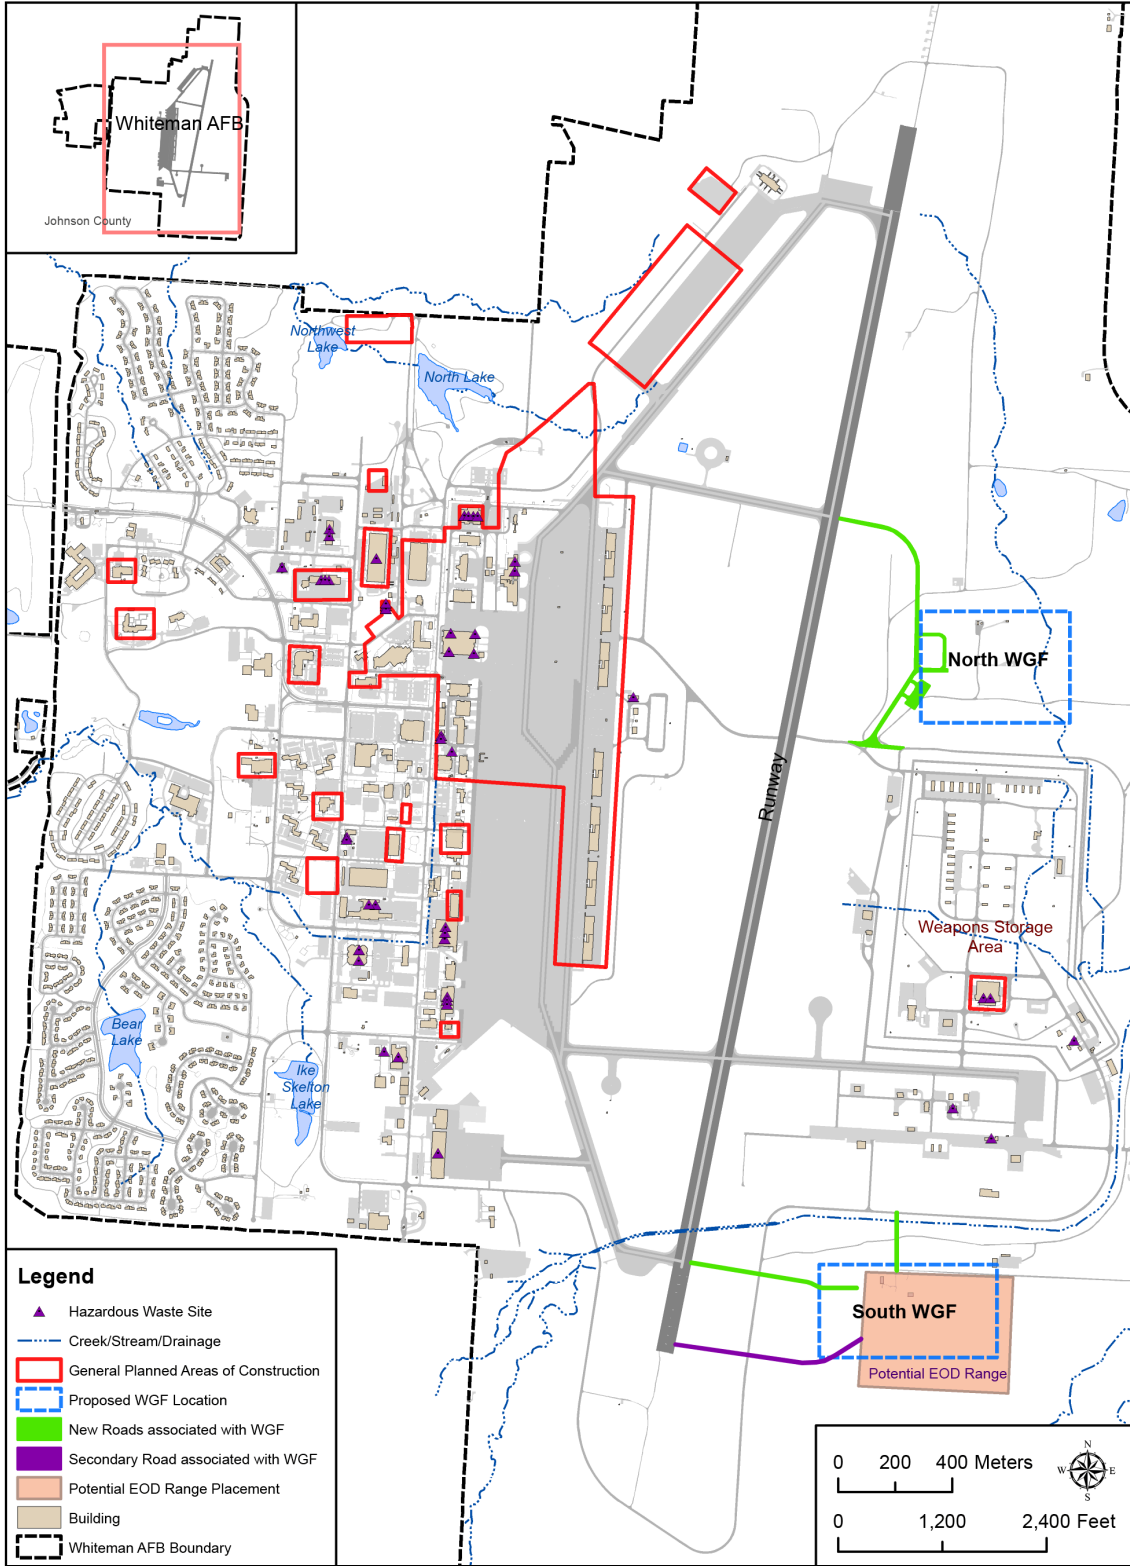 Whiteman AFB
Johnson County
Northwest
Lake
North Lake
North WGF
Runway
Weapons Storage
Area
Bear
Lake
Ike
Skelton
Lake
South WGF
Potential EOD Range
Legend
Hazardous Waste Site
Creek/Stream/Drainage
General Planned Areas of Construction
Proposed WGF Location
New Roads associated with WGF
Secondary Road associated with WGF
Potential EOD Range Placement
Building
Whiteman AFB Boundary
0 200 400 Meters
N
W E
S
0 1,200 2,400 Feet